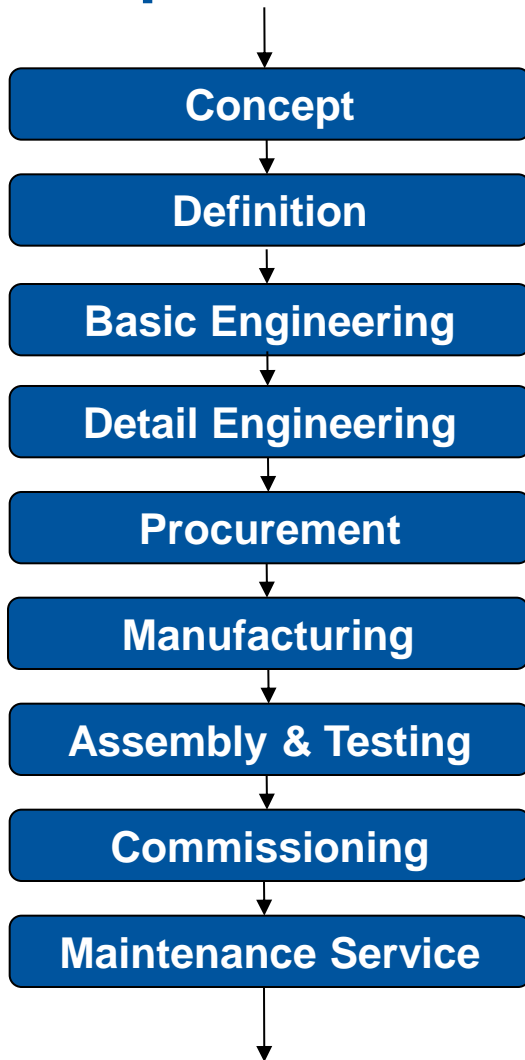 Concept
Definition
Basic Engineering
Detail Engineering
Procurement
Manufacturing
Assembly & Testing
Commissioning
Maintenance Service